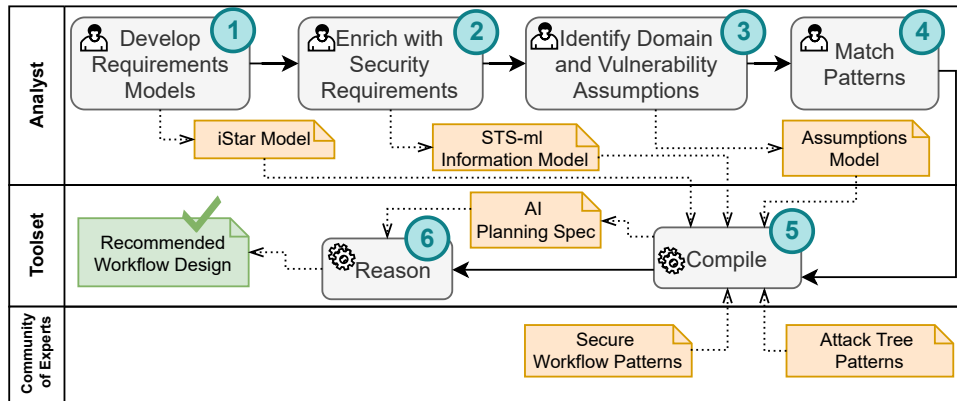 Analyst
Develop
Requirements
Models
1
Enrich with
Security
Requirements
2
Identify Domain
and Vulnerability
Assumptions
3
Match
Patterns
4
iStar Model
STS-ml
Information Model
Assumptions
Model
Toolset
Recommended
Workflow Design
6
Reason
AI
Planning Spec
5
Compile
Community
of Experts
Secure
Workflow Patterns
Attack Tree
Patterns